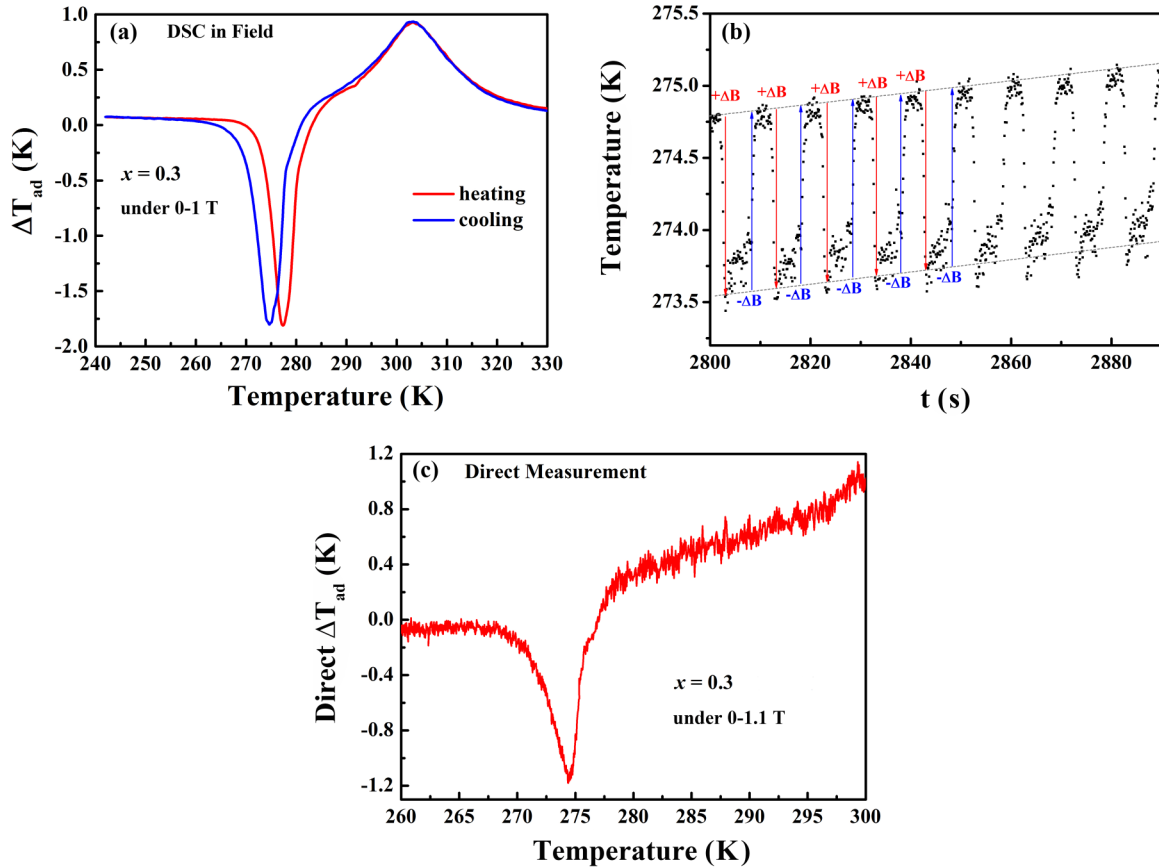 (a) DSC in Field
1.0
0.5
0.0
-0.5
-1.0
-1.5
-2.0
ΔT_ad (K)
x = 0.3
under 0-1 T
heating
cooling
240 250 260 270 280 290 300 310 320 330
Temperature (K)
(b)
275.5
275.0
274.5
274.0
273.5
Temperature (K)
+ΔB +ΔB +ΔB +ΔB +ΔB
-ΔB -ΔB -ΔB -ΔB -ΔB
2800 2820 2840 2860 2880
t (s)
(c) Direct Measurement
1.2
0.8
0.4
0.0
-0.4
-0.8
-1.2
Direct ΔT_ad (K)
x = 0.3
under 0-1.1 T
260 265 270 275 280 285 290 295 300
Temperature (K)